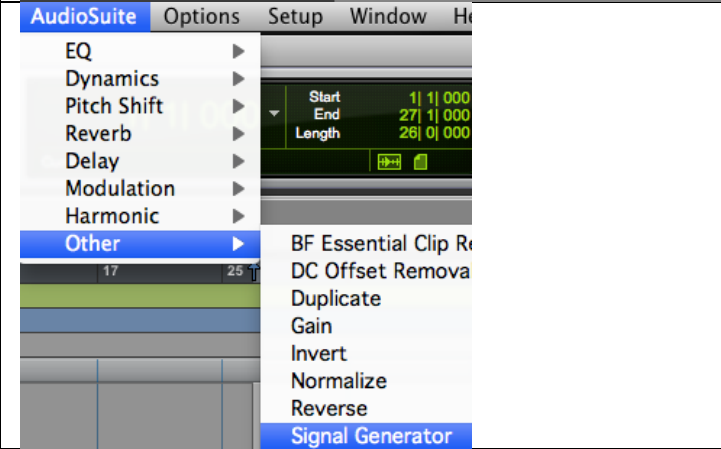 AudioSuite Options Setup Window
EQ
Dynamics
Pitch Shift
Reverb
Delay
Modulation
Harmonic
Other
Start 1| 1| 000
End 27| 1| 000
Length 26| 0| 000
17 25
BF Essential Clip
DC Offset Remova
Duplicate
Gain
Invert
Normalize
Reverse
Signal Generator